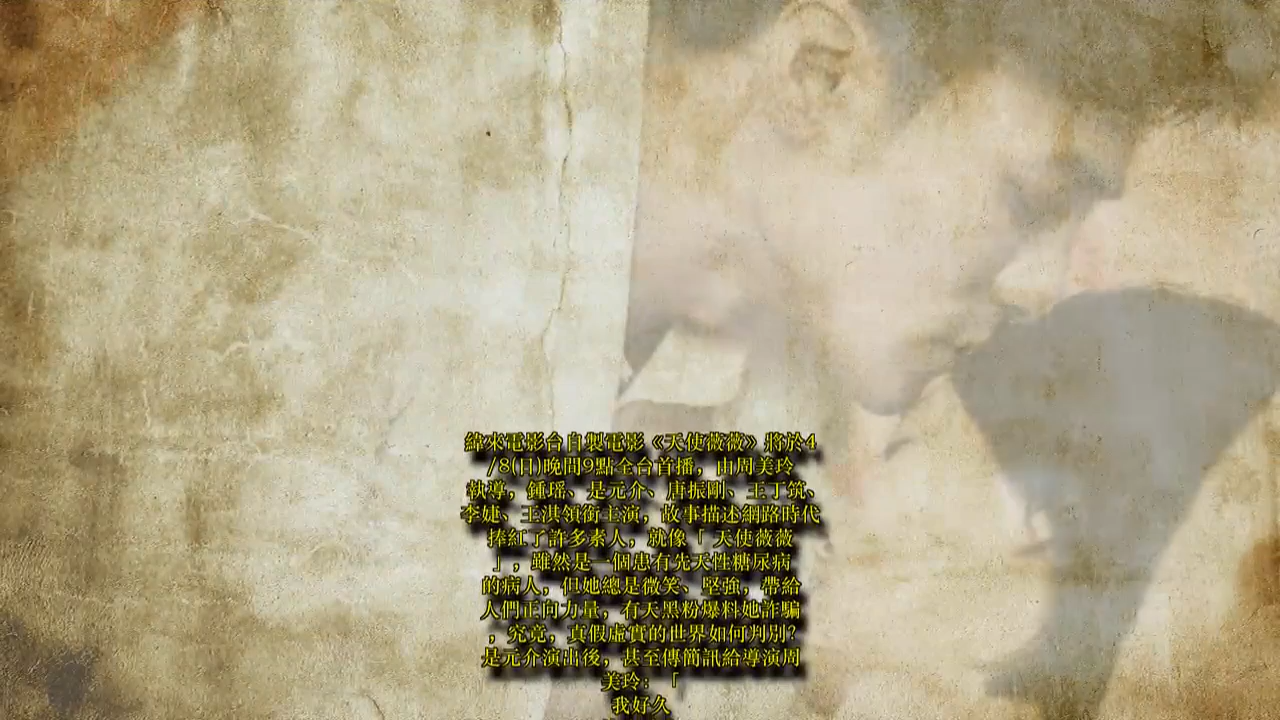 緯來電影台自製電影《天使薇薇》將於4
/8(日)晚間9點全台首播，由周美玲
執導，鍾瑶、是元介、唐振剛、王丁筑、
李婕、王淇領銜主演，故事描述網路時代
捧紅了許多素人，就像「 天使薇薇
」，雖然是一個患有先天性糖尿病
的病人，但她總是微笑、堅強，帶給
人們正向力量，有天黑粉爆料她詐騙
，究竟，真假虛實的世界如何判別？
是元介演出後，甚至傳簡訊給導演周
美玲：「
我好久